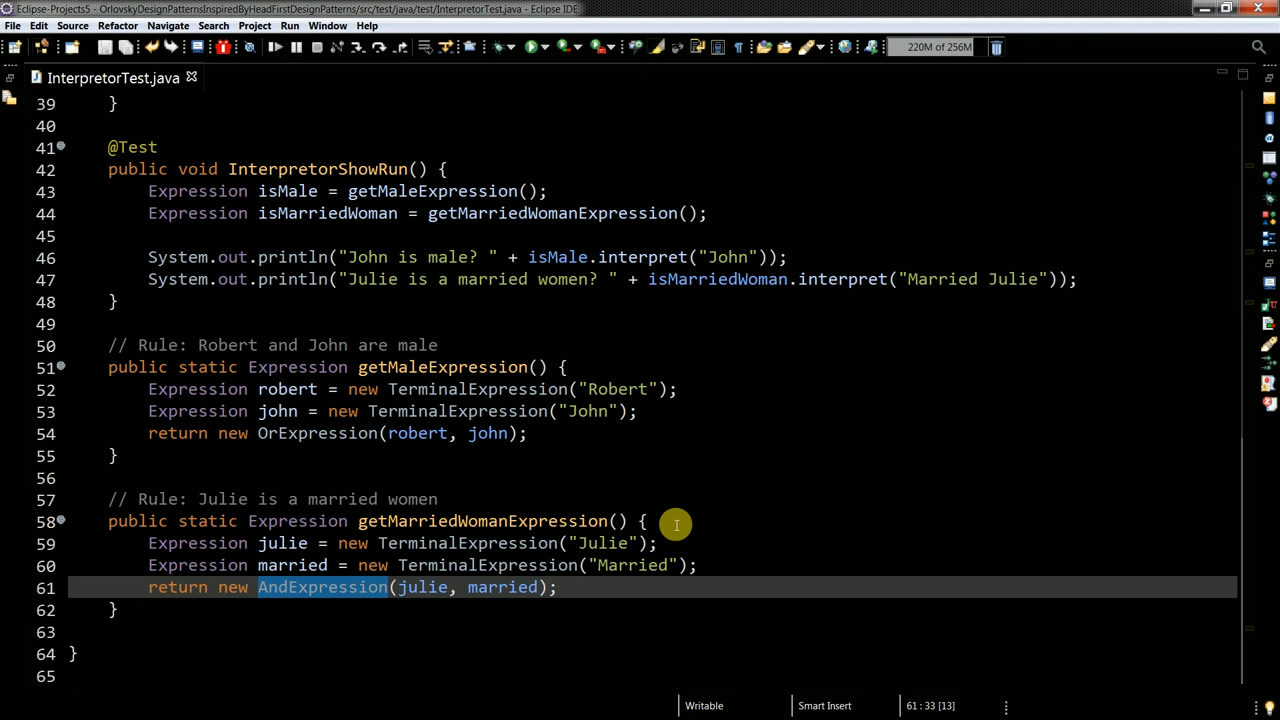 Eclipse-Projects5 - OrlovskyDesignPatternsInspiredByHeadFirstDesignPatterns/src/test/java/test/InterpretorTest.java - Eclipse IDE
File Edit Source Refactor Navigate Search Project Run Window Help
220M of 256M
InterpretorTest.java
39 }
40
41 @Test
42 public void InterpretorShowRun() {
43 Expression isMale = getMaleExpression();
44 Expression isMarriedWoman = getMarriedWomanExpression();
45
46 System.out.println("John is male? " + isMale.interpret("John"));
47 System.out.println("Julie is a married women? " + isMarriedWoman.interpret("Married Julie"));
48 }
49
50 // Rule: Robert and John are male
51 public static Expression getMaleExpression() {
52 Expression robert = new TerminalExpression("Robert");
53 Expression john = new TerminalExpression("John");
54 return new OrExpression(robert, john);
55 }
56
57 // Rule: Julie is a married women
58 public static Expression getMarriedWomanExpression() {
59 Expression julie = new TerminalExpression("Julie");
60 Expression married = new TerminalExpression("Married");
61 return new AndExpression(julie, married);
62 }
63
64 }
65
Writable Smart Insert 61 : 33 [13]